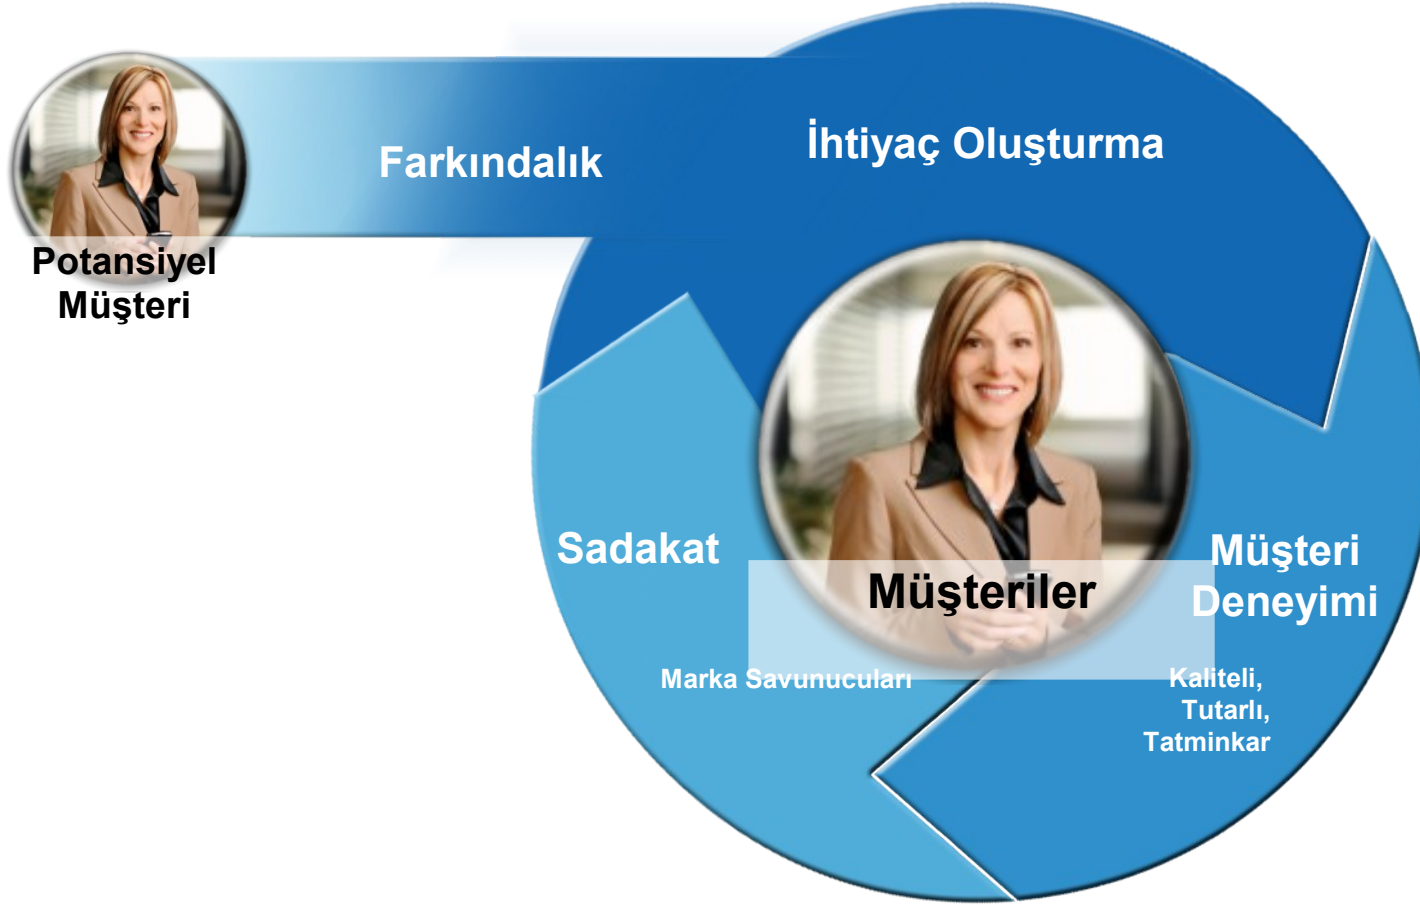 Farkındalık
İhtiyaç Oluşturma
Potansiyel
Müşteri
Sadakat
Müşteriler
Müşteri
Deneyimi
Marka Savunucuları
Kaliteli,
Tutarlı,
Tatminkar